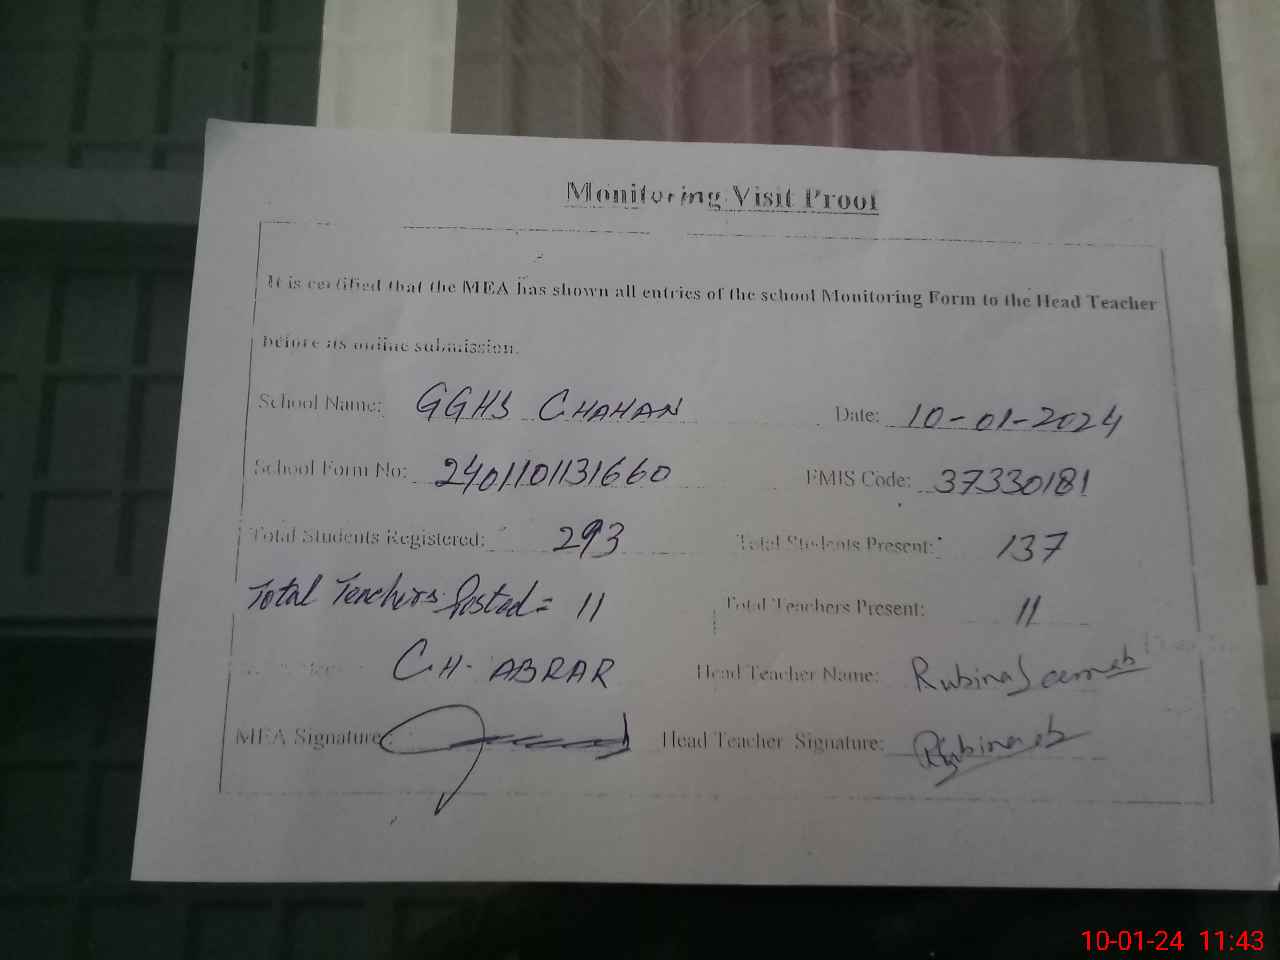 Monitoring Visit Proof
It is certified that the MEA has shown all entries of the school Monitoring Form to the Head Teacher
before its online submission.
School Name: GGHS CHAHAN Date: 10-01-2024
School Form No: 2401101131660 EMIS Code: 37330181
Total Students Registered: 293 Total Students Present: 137
Total Teachers Posted = 11 Total Teachers Present: 11
CH. ABRAR Head Teacher Name: Rubina
MEA Signature: Head Teacher Signature:
10-01-24 11:43